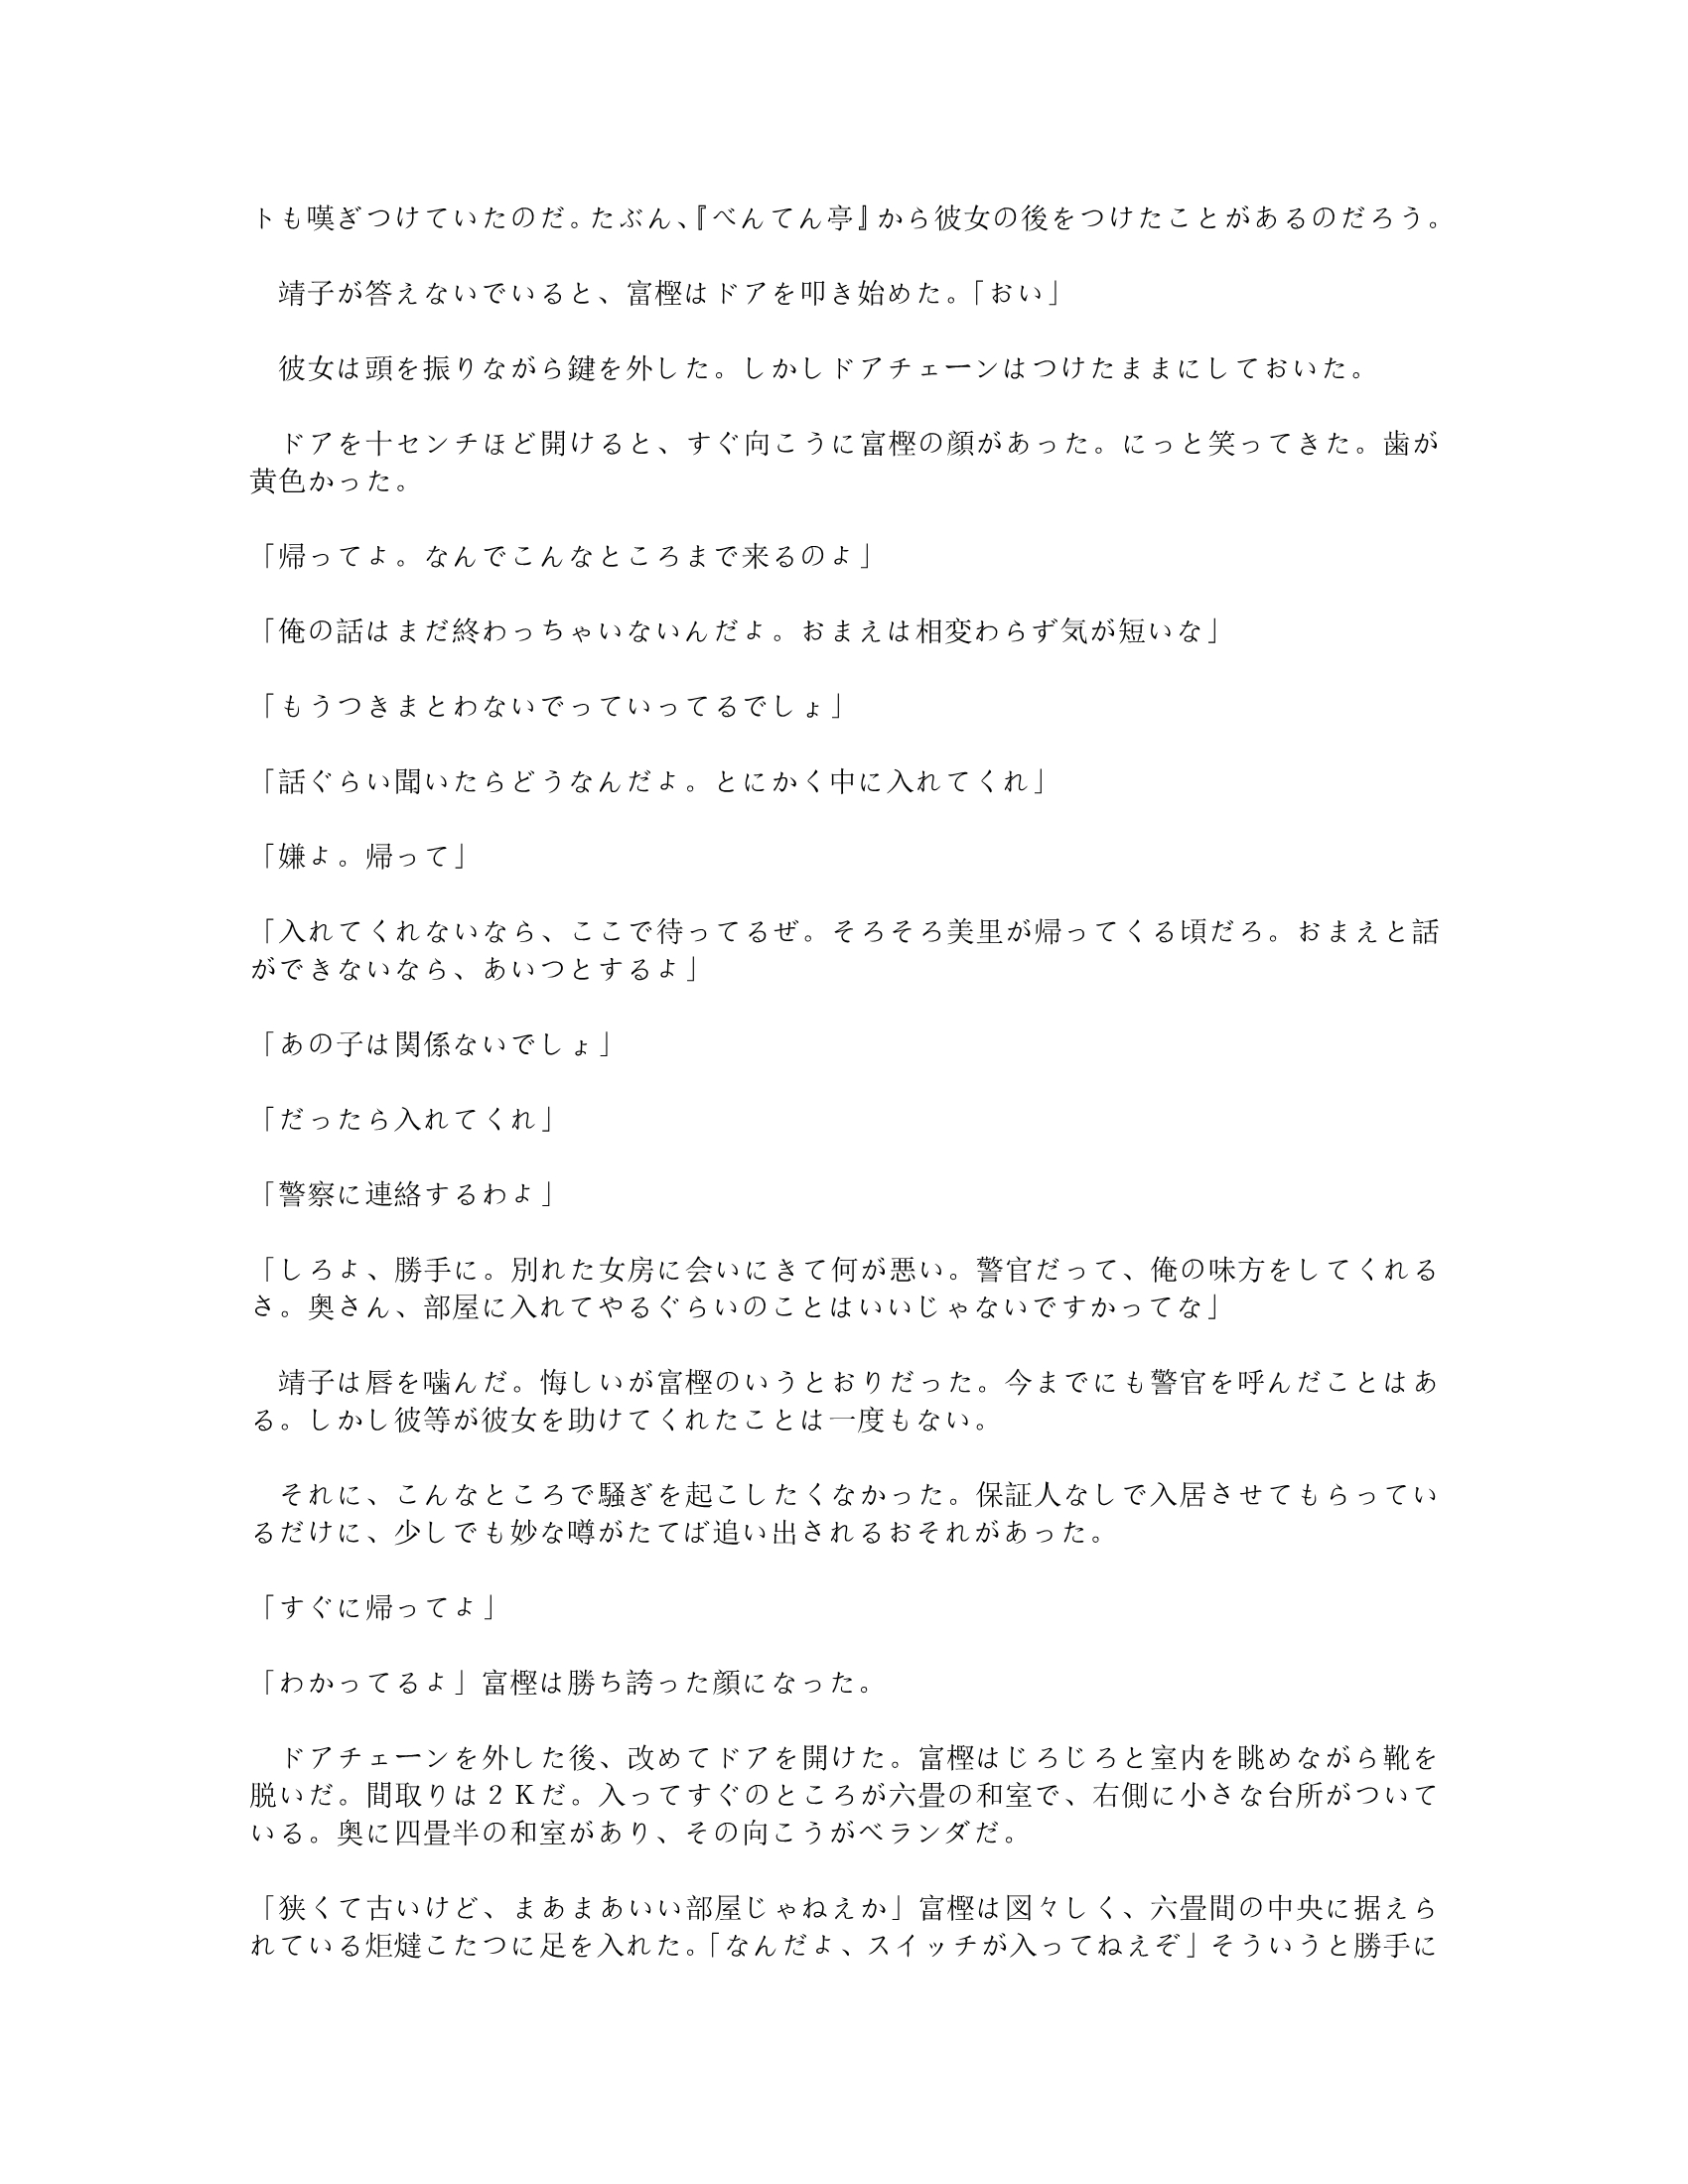 トも嘆ぎつけていたのだ。たぶん、『べんてん亭』から彼女の後をつけたことがあるのだろう。
靖子が答えないでいると、富樫はドアを叩き始めた。「おい」
彼女は頭を振りながら鍵を外した。しかしドアチェーンはつけたままにしておいた。
ドアを十センチほど開けると、すぐ向こうに富樫の顔があった。にっと笑ってきた。歯が
黄色かった。
「帰ってよ。なんでこんなところまで来るのよ」
「俺の話はまだ終わっちゃいないんだよ。おまえは相変わらず気が短いな」
「もうつきまとわないでっていってるでしょ」
「話ぐらい聞いたらどうなんだよ。とにかく中に入れてくれ」
「嫌よ。帰って」
「入れてくれないなら、ここで待ってるぜ。そろそろ美里が帰ってくる頃だろ。おまえと話
ができないなら、あいつとするよ」
「あの子は関係ないでしょ」
「だったら入れてくれ」
「警察に連絡するわよ」
「しろよ、勝手に。別れた女房に会いにきて何が悪い。警官だって、俺の味方をしてくれる
さ。奥さん、部屋に入れてやるぐらいのことはいいじゃないですかってな」
靖子は唇を噛んだ。悔しいが富樫のいうとおりだった。今までにも警官を呼んだことはあ
る。しかし彼等が彼女を助けてくれたことは一度もない。
それに、こんなところで騒ぎを起こしたくなかった。保証人なしで入居させてもらってい
るだけに、少しでも妙な噂がたてば追い出されるおそれがあった。
「すぐに帰ってよ」
「わかってるよ」富樫は勝ち誇った顔になった。
ドアチェーンを外した後、改めてドアを開けた。富樫はじろじろと室内を眺めながら靴を
脱いだ。間取りは２Ｋだ。入ってすぐのところが六畳の和室で、右側に小さな台所がついて
いる。奥に四畳半の和室があり、その向こうがベランダだ。
「狭くて古いけど、まあまあいい部屋じゃねえか」富樫は図々しく、六畳間の中央に据えら
れている炬燵こたつに足を入れた。「なんだよ、スイッチが入ってねえぞ」そういうと勝手に